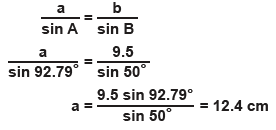 a / sin A = b / sin B
a / sin 92.79° = 9.5 / sin 50°
a = 9.5 sin 92.79° / sin 50° = 12.4 cm